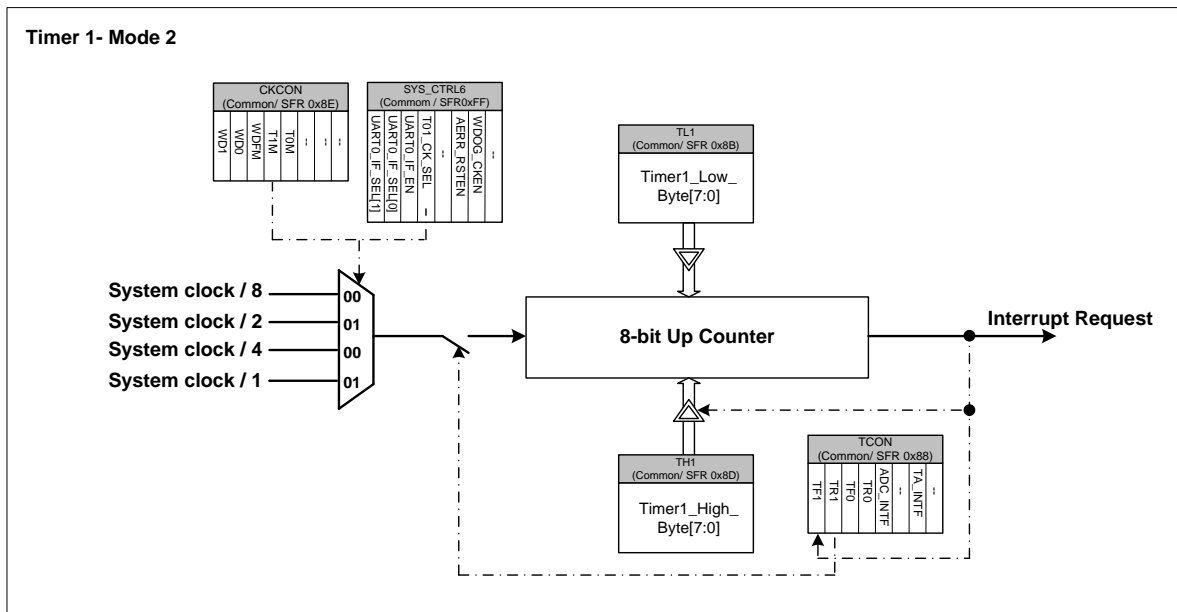 Timer 1- Mode 2
CKCON
(Common/ SFR 0x8E)
WD1
WD0
WDFM
T1M
T0M
--
--
--
SYS_CTRL6
(Commom / SFR0xFF)
UART0_IF_SEL[1]
UART0_IF_SEL[0]
UART0_IF_EN
T01_CK_SEL
--
AERR_RSTEN
WDOG_CKEN
--
TL1
(Common/ SFR 0x8B)
Timer1_Low_
Byte[7:0]
System clock / 8
00
System clock / 2
01
System clock / 4
00
System clock / 1
01
8-bit Up Counter
Interrupt Request
TH1
(Common/ SFR 0x8D)
Timer1_High_
Byte[7:0]
TCON
(Common/ SFR 0x88)
TF1
TR1
TF0
TR0
ADC_INTF
--
TA_INTF
--